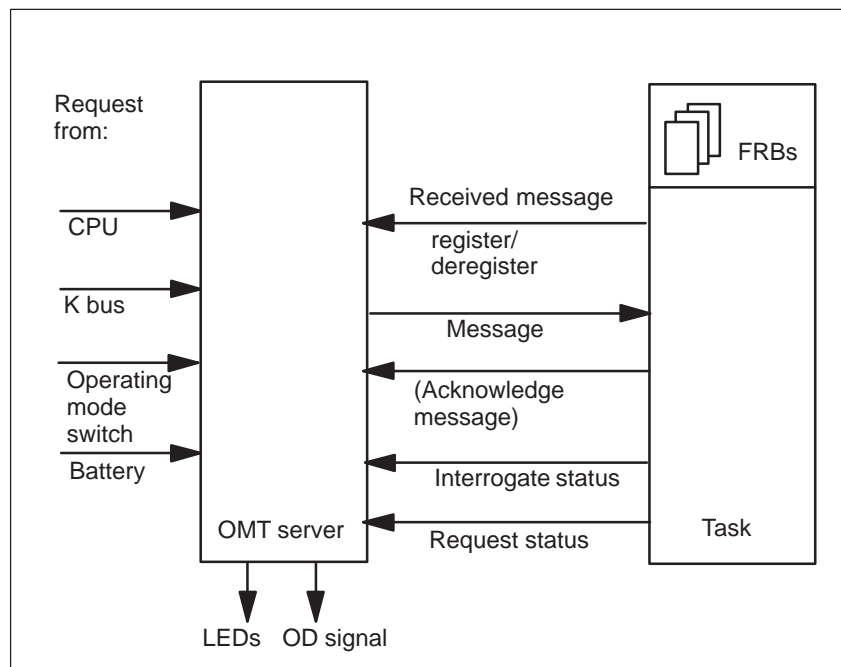 Request
from:
FRBs
Received message
CPU
register/
deregister
K bus
Message
Operating
mode
switch
(Acknowledge
message)
Battery
Interrogate status
OMT server
Request status
Task
LEDs
OD signal